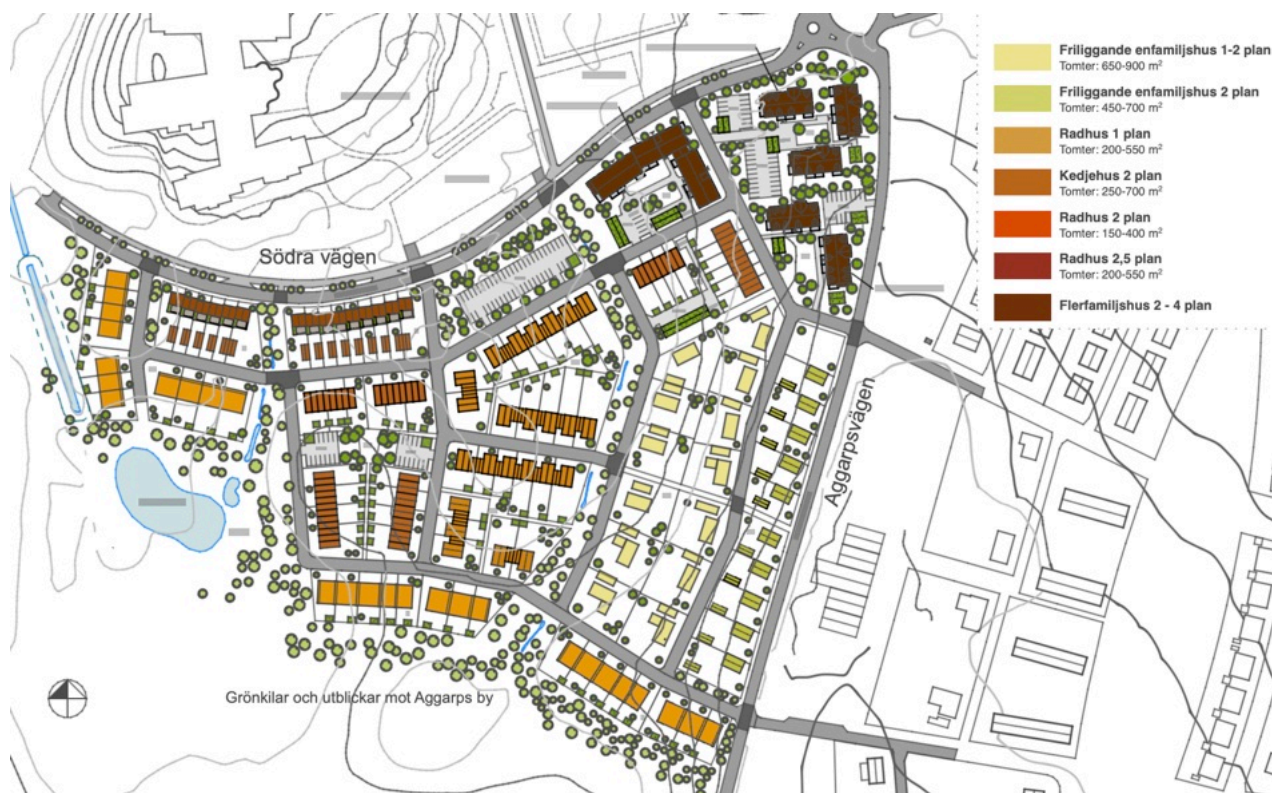 Friliggande enfamiljshus 1-2 plan
Tomter: 650-900 m²
Friliggande enfamiljshus 2 plan
Tomter: 450-700 m²
Radhus 1 plan
Tomter: 200-550 m²
Kedjehus 2 plan
Tomter: 250-700 m²
Radhus 2 plan
Tomter: 150-400 m²
Radhus 2,5 plan
Tomter: 200-550 m²
Flerfamiljshus 2 - 4 plan
Södra vägen
Aggarpsvägen
Grönkilar och utblickar mot Aggarps by